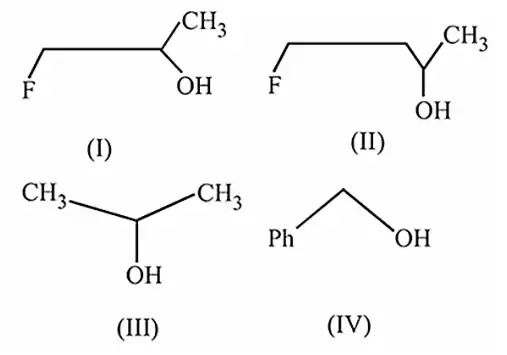 CH₃
F
OH
(I)
CH₃
F
OH
(II)
CH₃ CH₃
OH
(III)
Ph
OH
(IV)